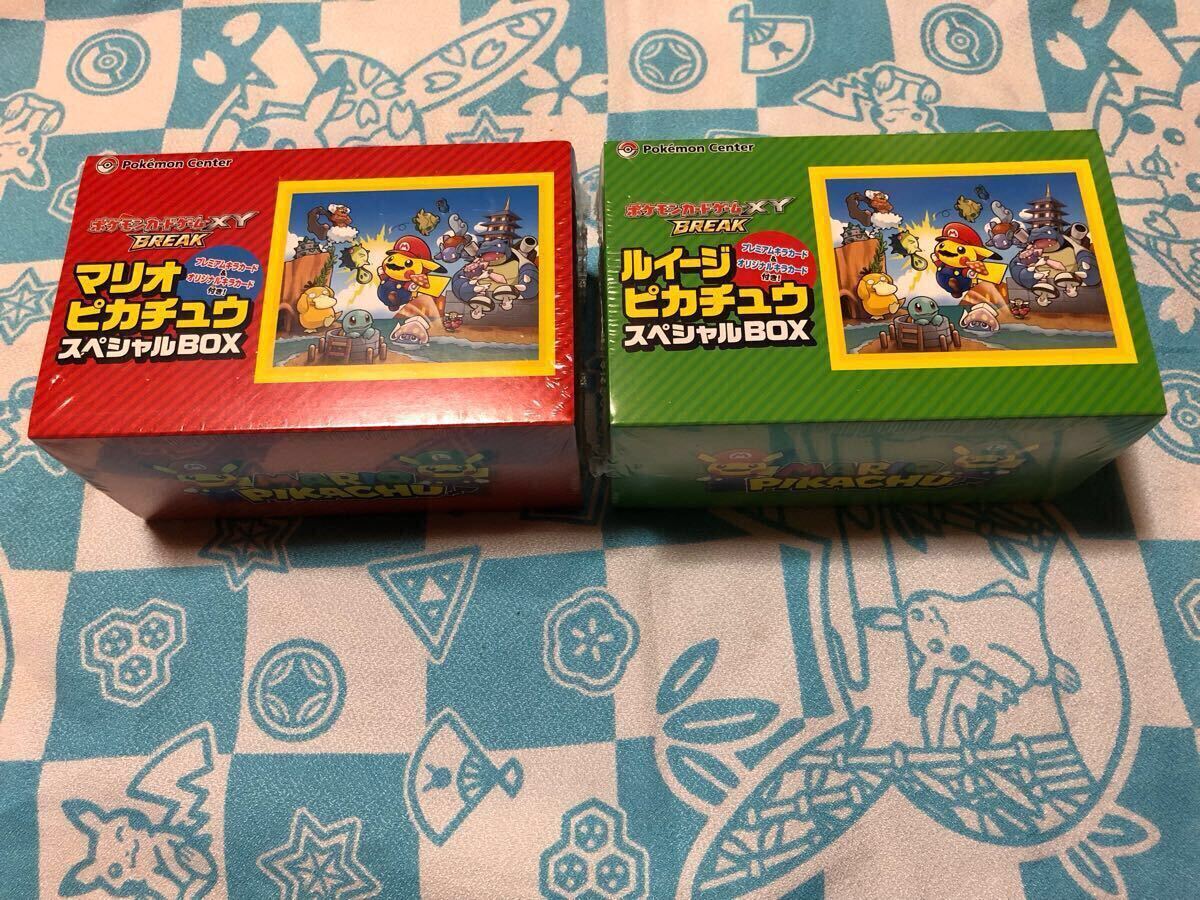 Pokémon Center
ポケモンカードゲームXY
BREAK
プレミアムキラカード
&
オリジナルキラカード
付き!
マリオ
ピカチュウ
スペシャルBOX
MARIO
PIKACHU
Pokémon Center
ポケモンカードゲームXY
BREAK
プレミアムキラカード
&
オリジナルキラカード
付き!
ルイージ
ピカチュウ
スペシャルBOX
MARIO
PIKACHU